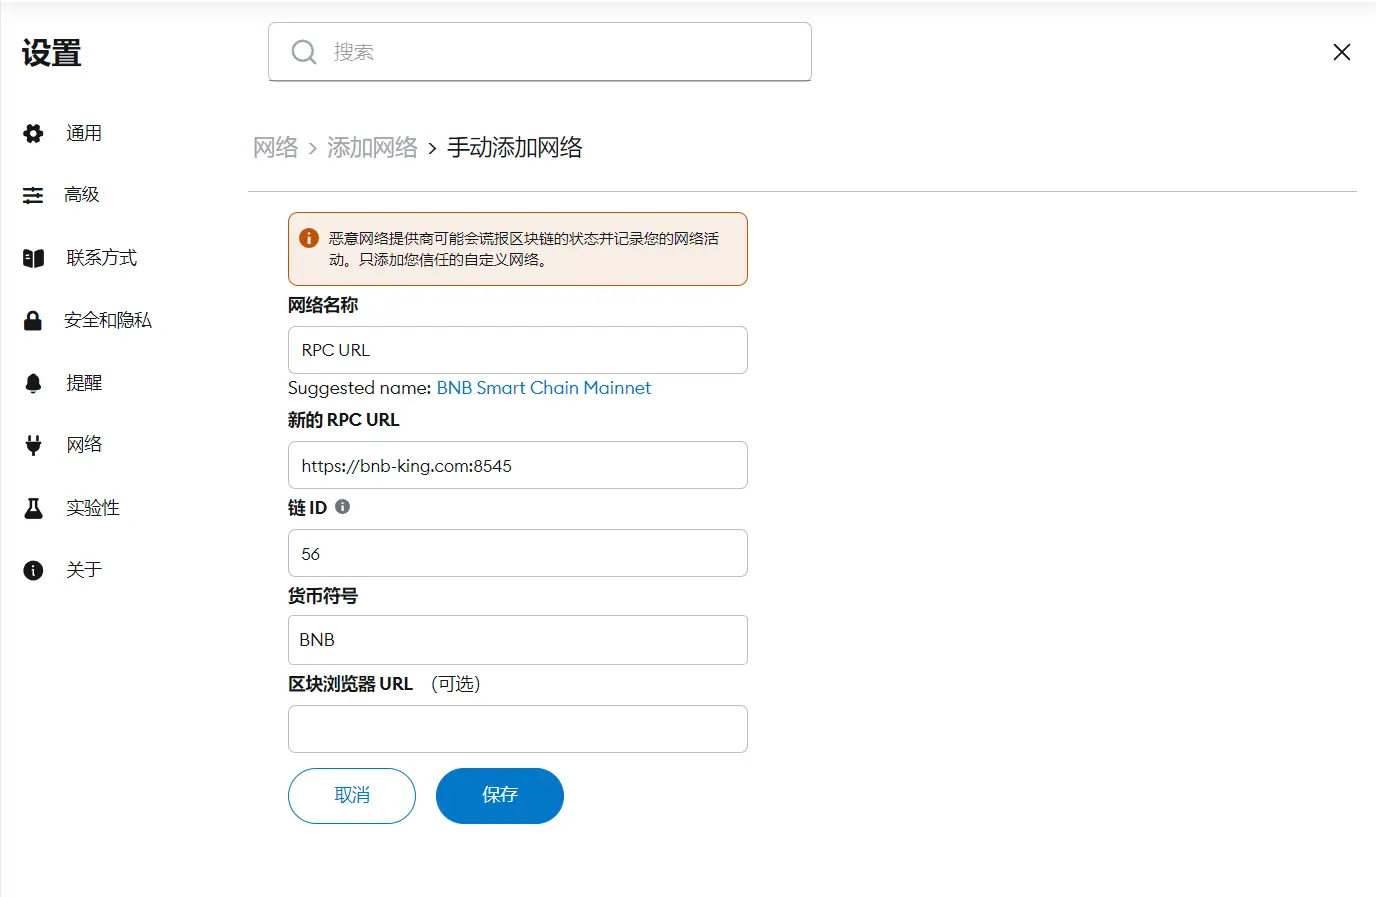 设置
搜索
通用
高级
联系方式
安全和隐私
提醒
网络
实验性
关于
网络 > 添加网络 > 手动添加网络
恶意网络提供商可能会谎报区块链的状态并记录您的网络活
动。只添加您信任的自定义网络。
网络名称
RPC URL
Suggested name: BNB Smart Chain Mainnet
新的 RPC URL
https://bnb-king.com:8545
链 ID
56
货币符号
BNB
区块浏览器 URL (可选)
取消 保存